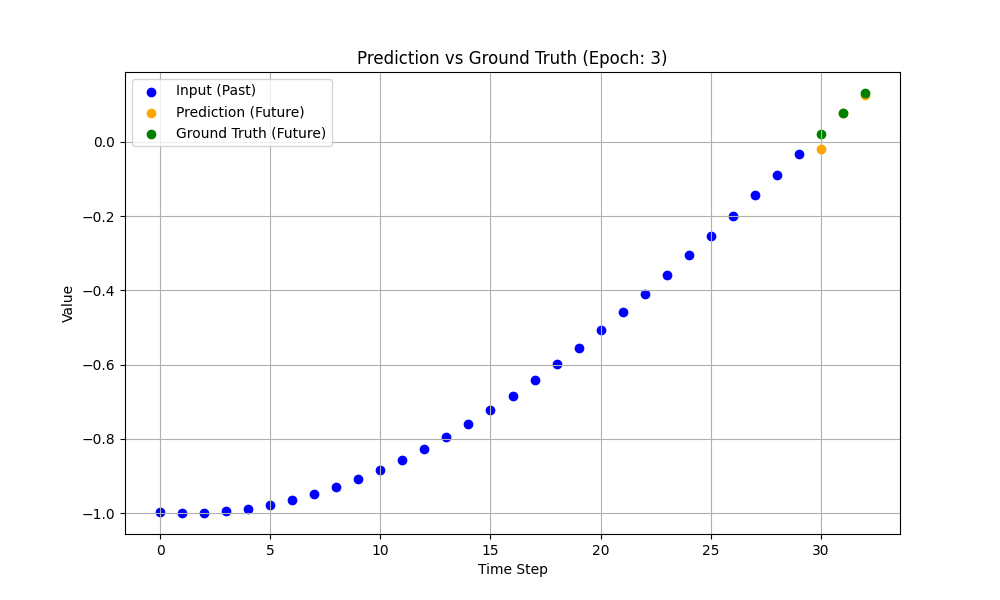 Prediction vs Ground Truth (Epoch: 3)
Input (Past)
Prediction (Future)
Ground Truth (Future)
0.0
−0.2
−0.4
−0.6
−0.8
−1.0
Value
0 5 10 15 20 25 30
Time Step